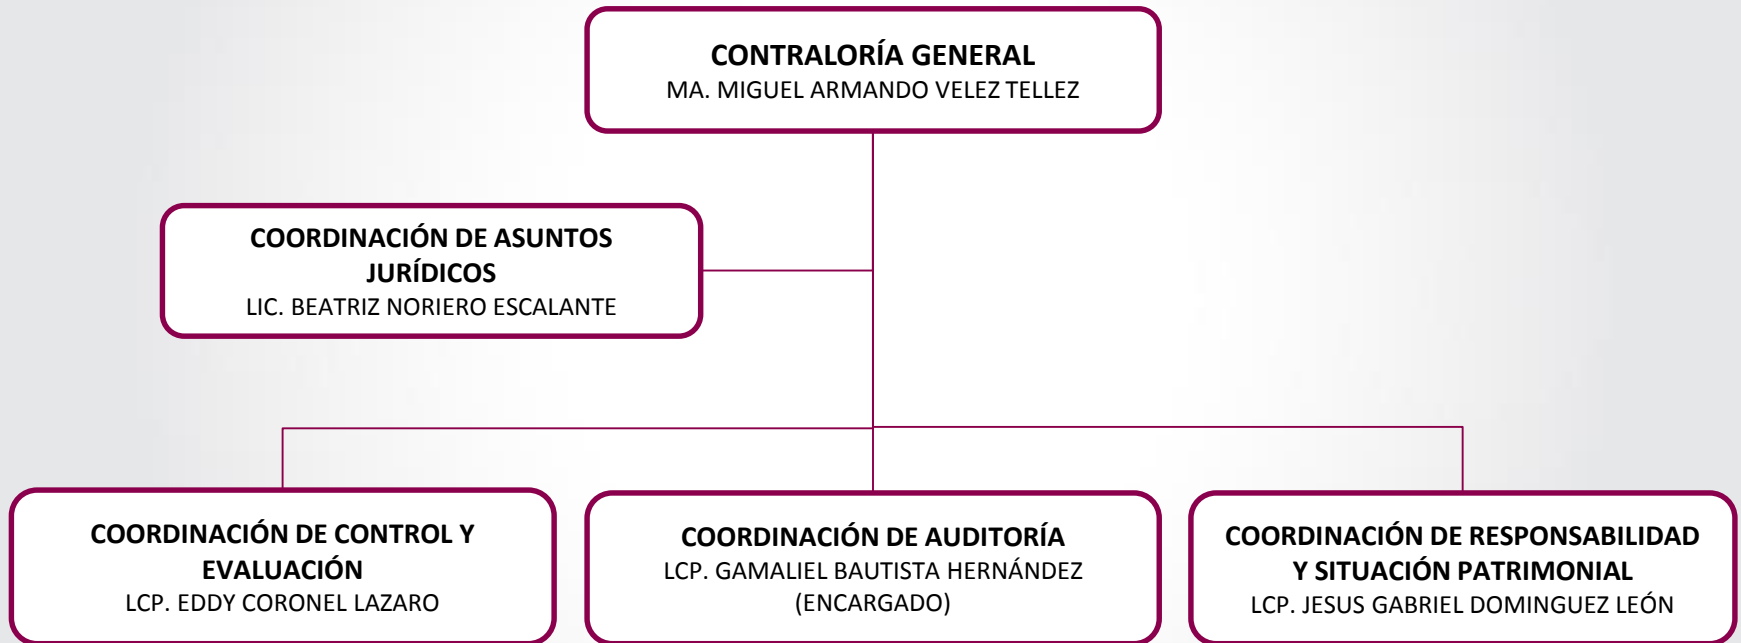 CONTRALORÍA GENERAL
MA. MIGUEL ARMANDO VELEZ TELLEZ
COORDINACIÓN DE ASUNTOS
JURÍDICOS
LIC. BEATRIZ NORIERO ESCALANTE
COORDINACIÓN DE CONTROL Y
EVALUACIÓN
LCP. EDDY CORONEL LAZARO
COORDINACIÓN DE AUDITORÍA
LCP. GAMALIEL BAUTISTA HERNÁNDEZ
(ENCARGADO)
COORDINACIÓN DE RESPONSABILIDAD
Y SITUACIÓN PATRIMONIAL
LCP. JESUS GABRIEL DOMINGUEZ LEÓN